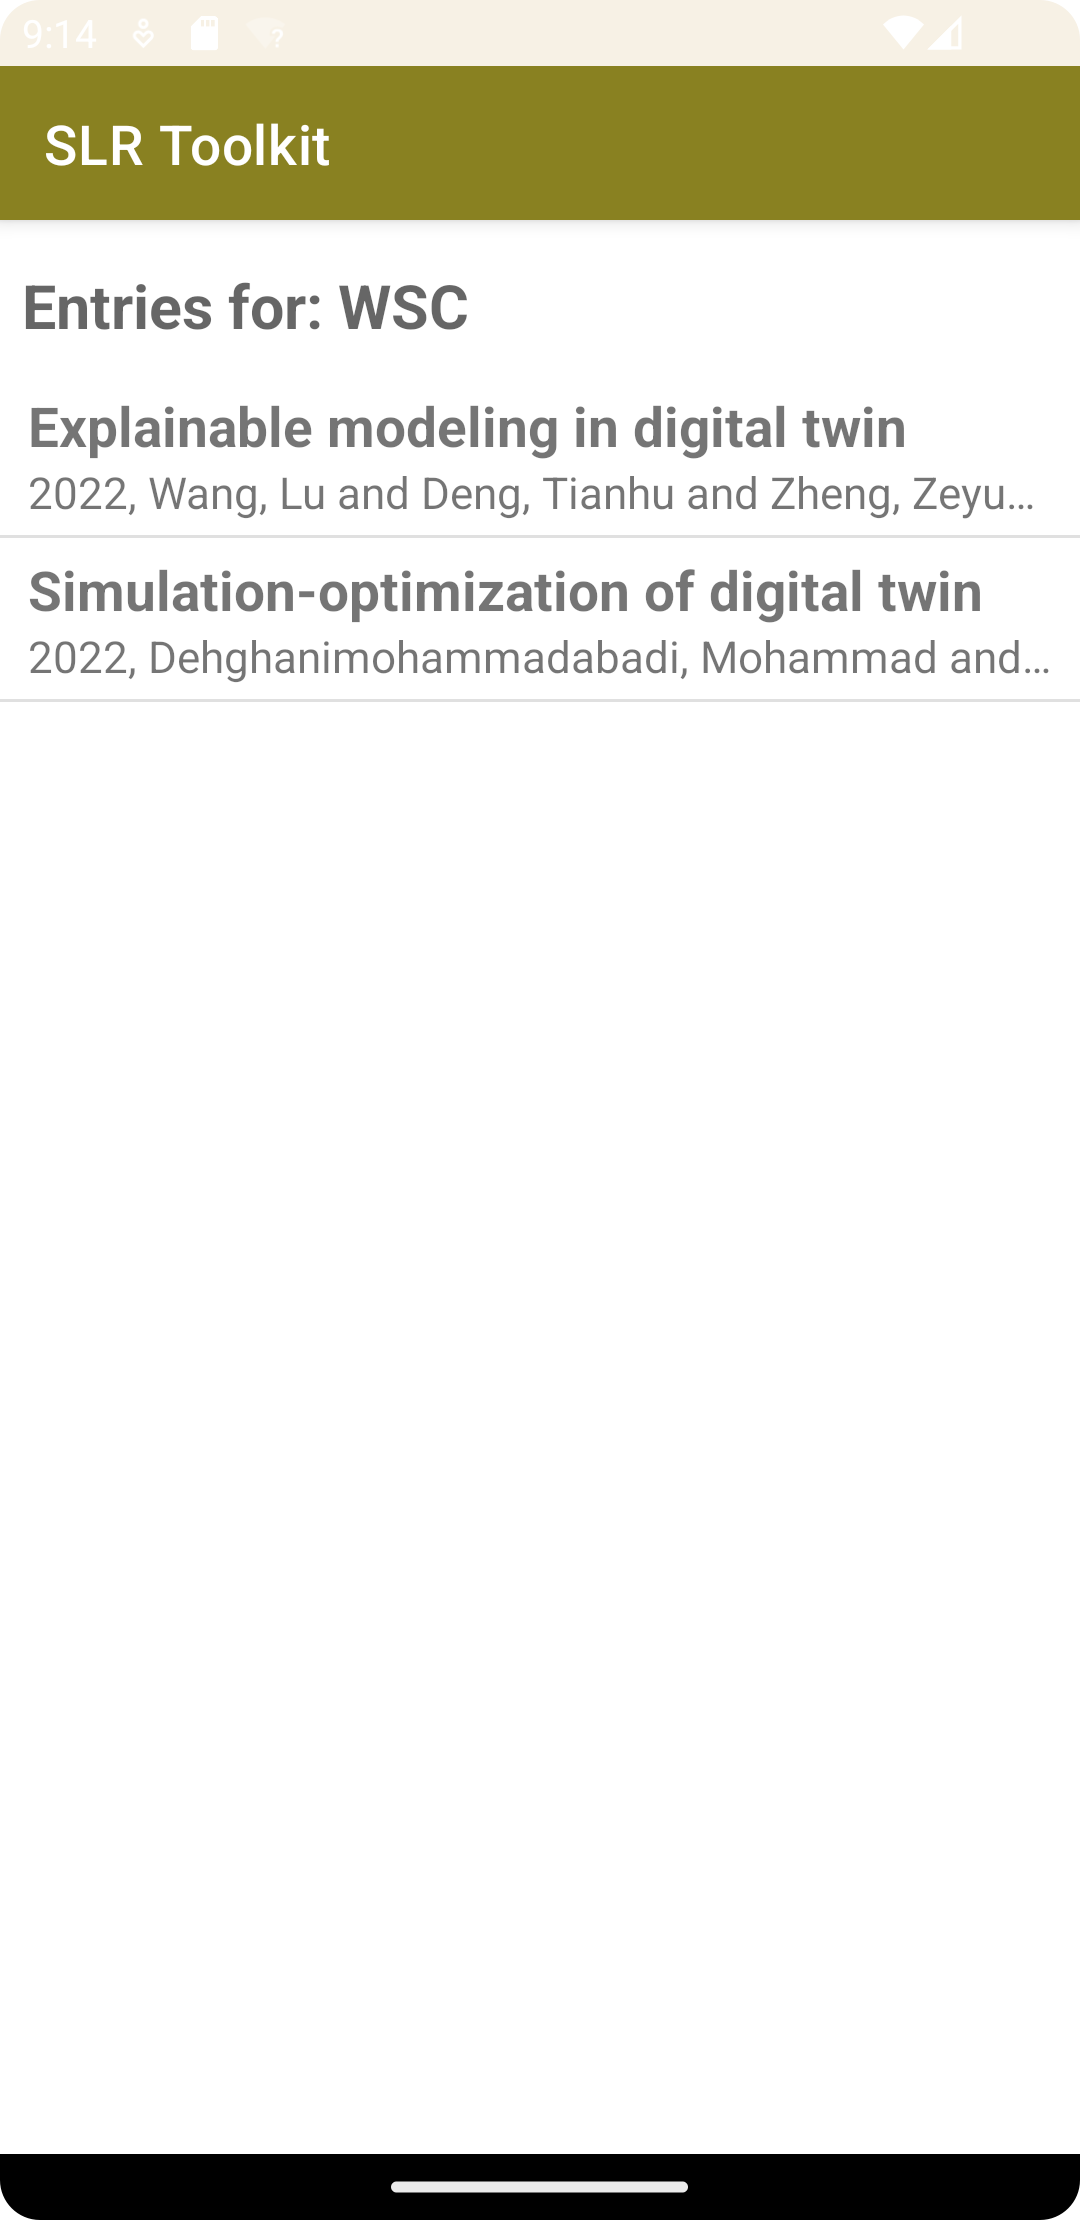 9:14
SLR Toolkit
Entries for: WSC
Explainable modeling in digital twin
2022, Wang, Lu and Deng, Tianhu and Zheng, Zeyu...
Simulation-optimization of digital twin
2022, Dehghanimohammadabadi, Mohammad and...